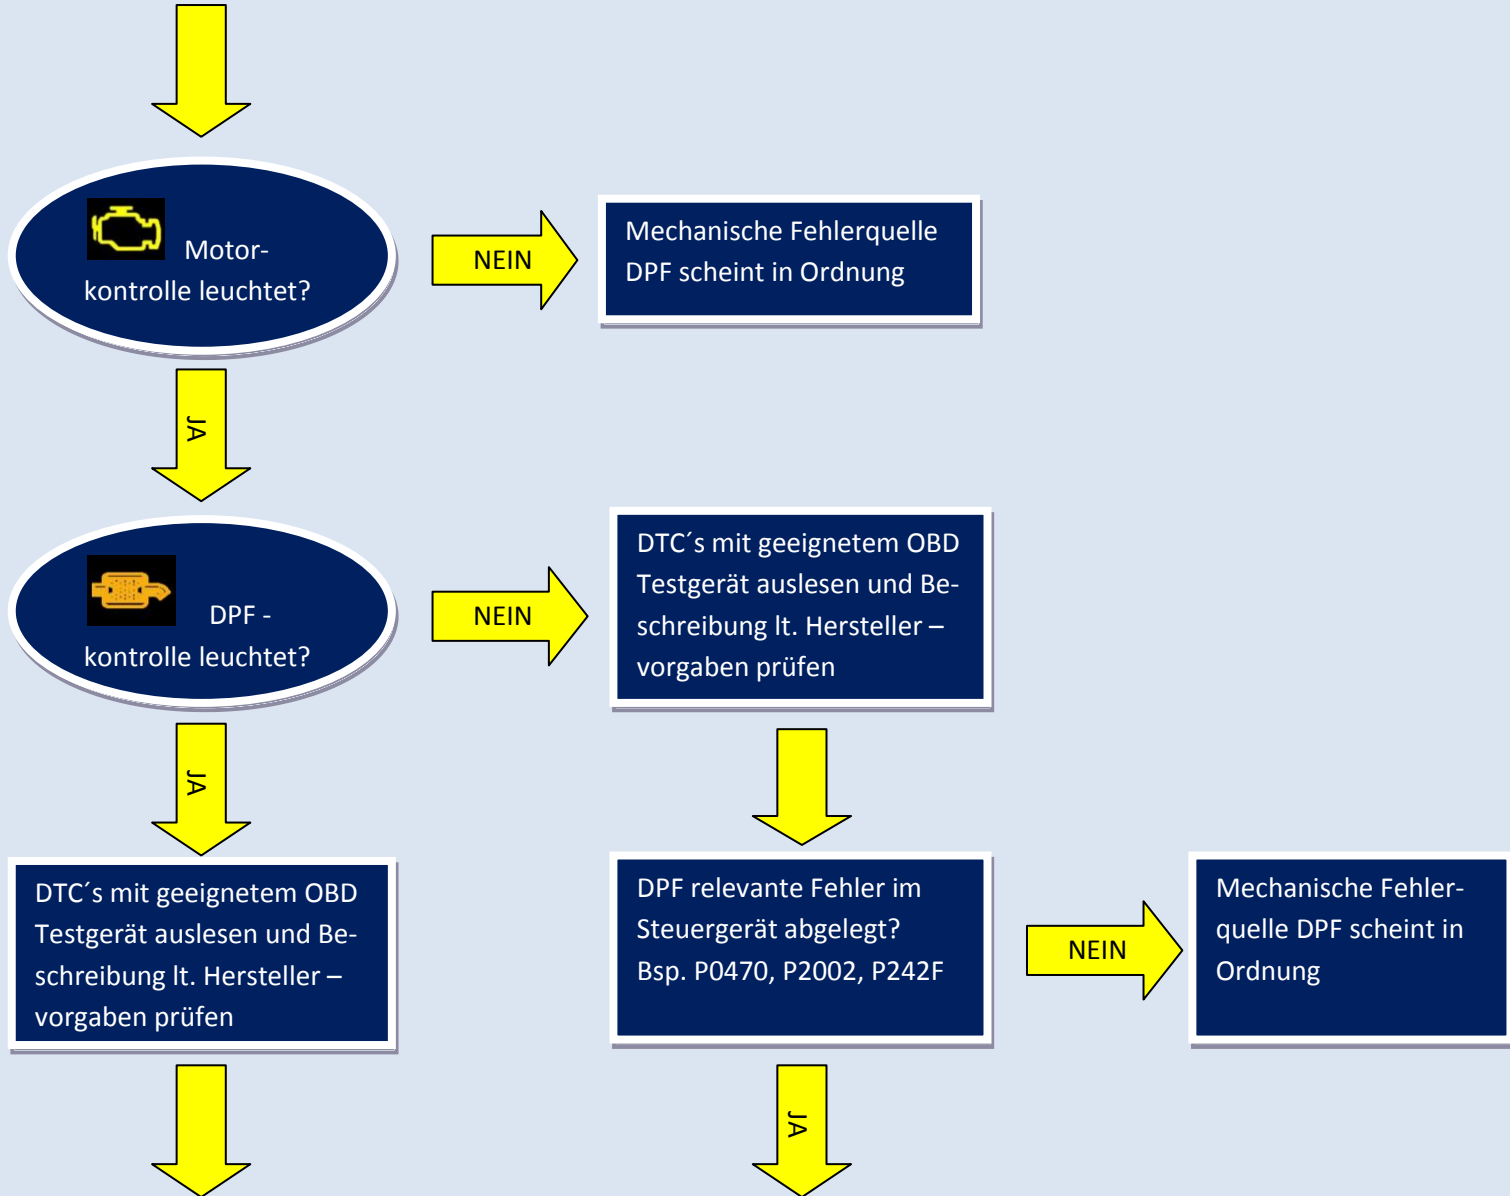 Motor-
kontrolle leuchtet?
NEIN
Mechanische Fehlerquelle
DPF scheint in Ordnung
JA
DPF -
kontrolle leuchtet?
NEIN
DTC´s mit geeignetem OBD
Testgerät auslesen und Be-
schreibung lt. Hersteller –
vorgaben prüfen
JA
DTC´s mit geeignetem OBD
Testgerät auslesen und Be-
schreibung lt. Hersteller –
vorgaben prüfen
DPF relevante Fehler im
Steuergerät abgelegt?
Bsp. P0470, P2002, P242F
NEIN
Mechanische Fehler-
quelle DPF scheint in
Ordnung
JA